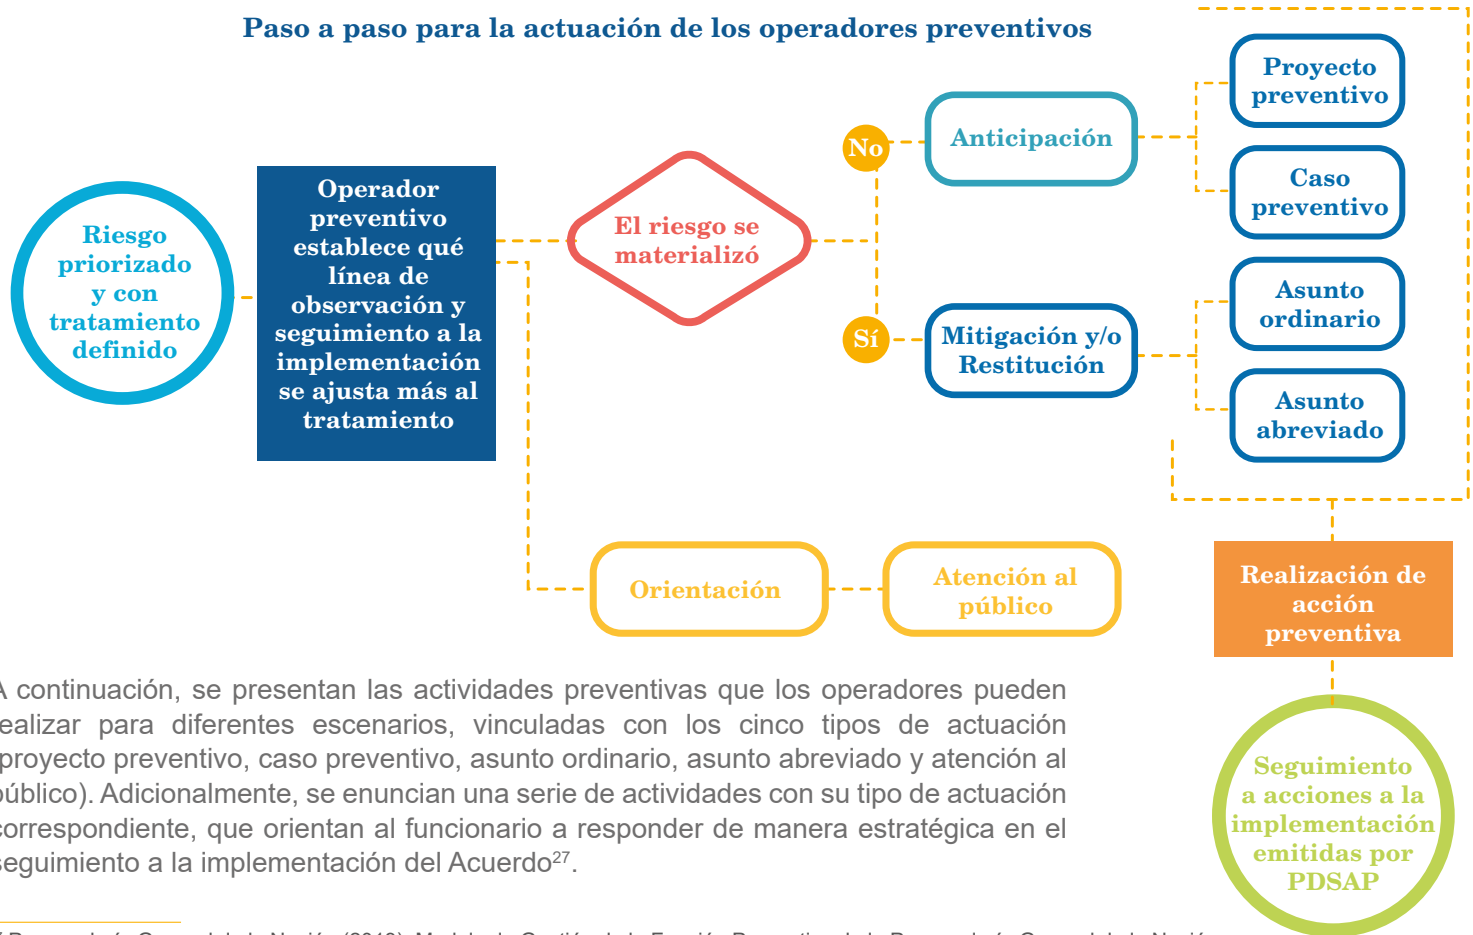 Paso a paso para la actuación de los operadores preventivos
Riesgo
priorizado
y con
tratamiento
definido
Operador
preventivo
establece qué
línea de
observación y
seguimiento a la
implementación
se ajusta más al
tratamiento
El riesgo se
materializó
No
Sí
Anticipación
Mitigación y/o
Restitución
Proyecto
preventivo
Caso
preventivo
Asunto
ordinario
Asunto
abreviado
Orientación
Atención al
público
Realización de
acción
preventiva
Seguimiento
a acciones a la
implementación
emitidas por
PDSAP
A continuación, se presentan las actividades preventivas que los operadores pueden
realizar para diferentes escenarios, vinculadas con los cinco tipos de actuación
proyecto preventivo, caso preventivo, asunto ordinario, asunto abreviado y atención al
público). Adicionalmente, se enuncian una serie de actividades con su tipo de actuación
correspondiente, que orientan al funcionario a responder de manera estratégica en el
seguimiento a la implementación del Acuerdo27.